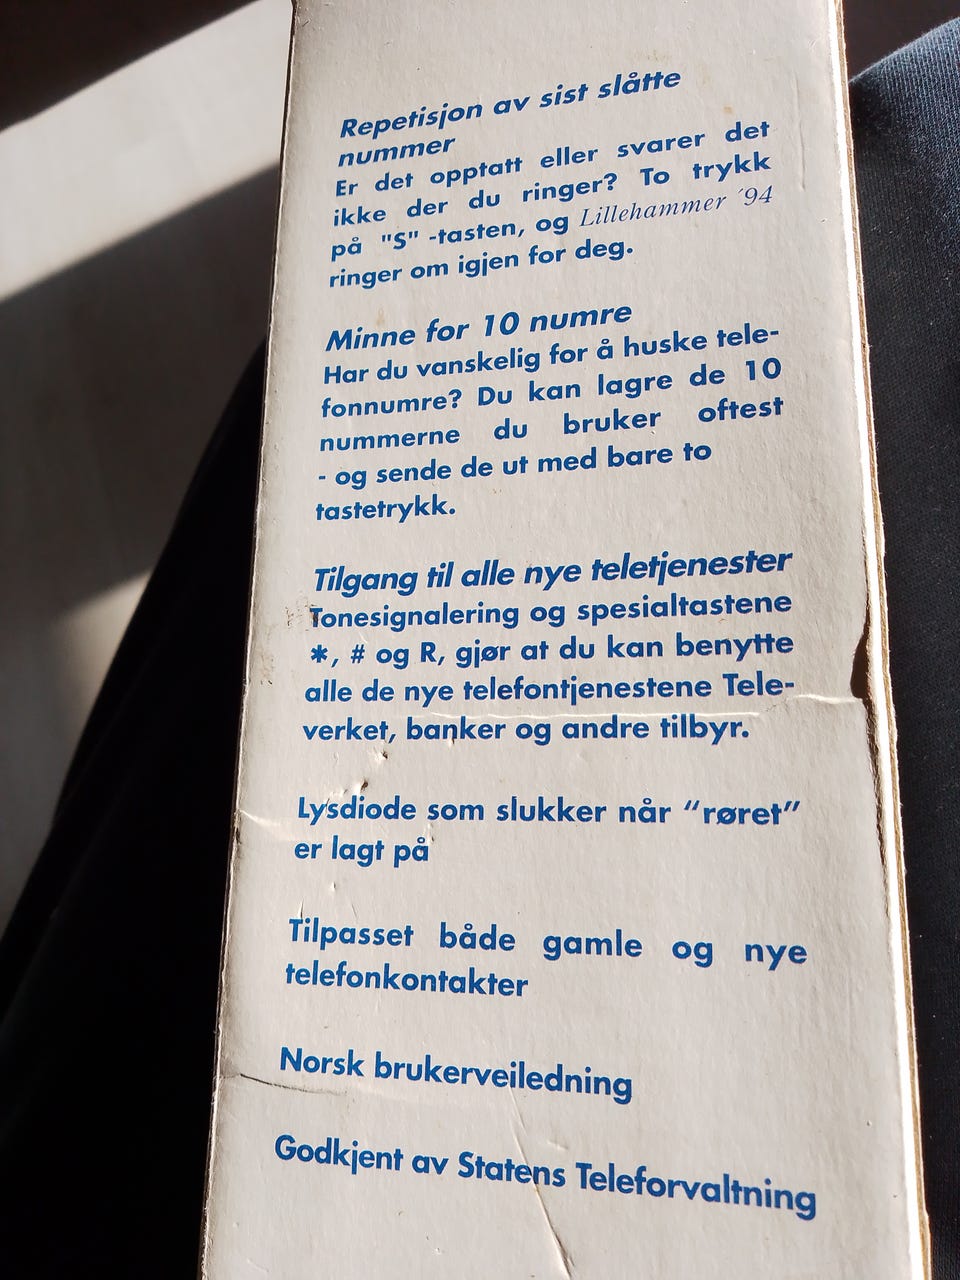 Repetisjon av sist slåtte
nummer
Er det opptatt eller svarer det
ikke der du ringer? To trykk
på "S" -tasten, og Lillehammer ´94
ringer om igjen for deg.
Minne for 10 numre
Har du vanskelig for å huske tele-
fonnumre? Du kan lagre de 10
nummerne du bruker oftest
- og sende de ut med bare to
tastetrykk.
Tilgang til alle nye teletjenester
Tonesignalering og spesialtastene
*, # og R, gjør at du kan benytte
alle de nye telefontjenestene Tele-
verket, banker og andre tilbyr.
Lysdiode som slukker når “røret”
er lagt på
Tilpasset både gamle og nye
telefonkontakter
Norsk brukerveiledning
Godkjent av Statens Teleforvaltning